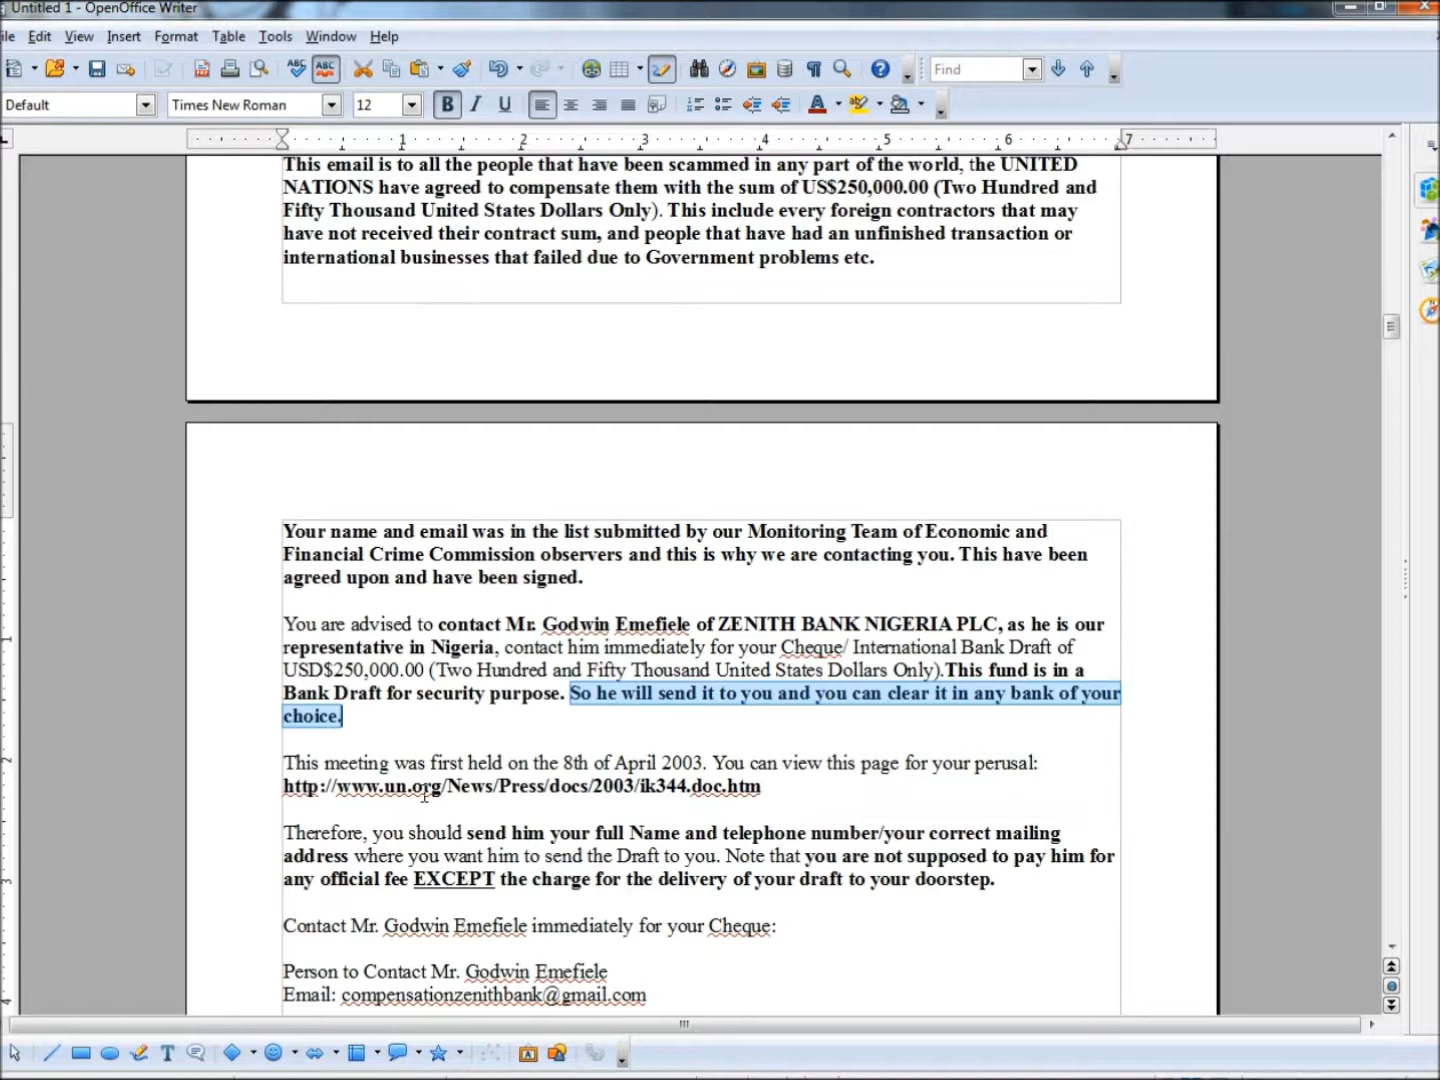 Untitled 1 - OpenOffice Writer
ile Edit View Insert Format Table Tools Window Help
ABC ABC Find
Default Times New Roman 12 B I U A
1 2 3 4 5 6 7
This email is to all the people that have been scammed in any part of the world, the UNITED
NATIONS have agreed to compensate them with the sum of US$250,000.00 (Two Hundred and
Fifty Thousand United States Dollars Only). This include every foreign contractors that may
have not received their contract sum, and people that have had an unfinished transaction or
international businesses that failed due to Government problems etc.
Your name and email was in the list submitted by our Monitoring Team of Economic and
Financial Crime Commission observers and this is why we are contacting you. This have been
agreed upon and have been signed.
You are advised to contact Mr. Godwin Emefiele of ZENITH BANK NIGERIA PLC, as he is our
representative in Nigeria, contact him immediately for your Cheque/ International Bank Draft of
USD$250,000.00 (Two Hundred and Fifty Thousand United States Dollars Only).This fund is in a
Bank Draft for security purpose. So he will send it to you and you can clear it in any bank of your
choice.
This meeting was first held on the 8th of April 2003. You can view this page for your perusal:
http://www.un.org/News/Press/docs/2003/ik344.doc.htm
Therefore, you should send him your full Name and telephone number/your correct mailing
address where you want him to send the Draft to you. Note that you are not supposed to pay him for
any official fee EXCEPT the charge for the delivery of your draft to your doorstep.
Contact Mr. Godwin Emefiele immediately for your Cheque:
Person to Contact Mr. Godwin Emefiele
Email: compensationzenithbank@gmail.com
1
2
3
4
T A